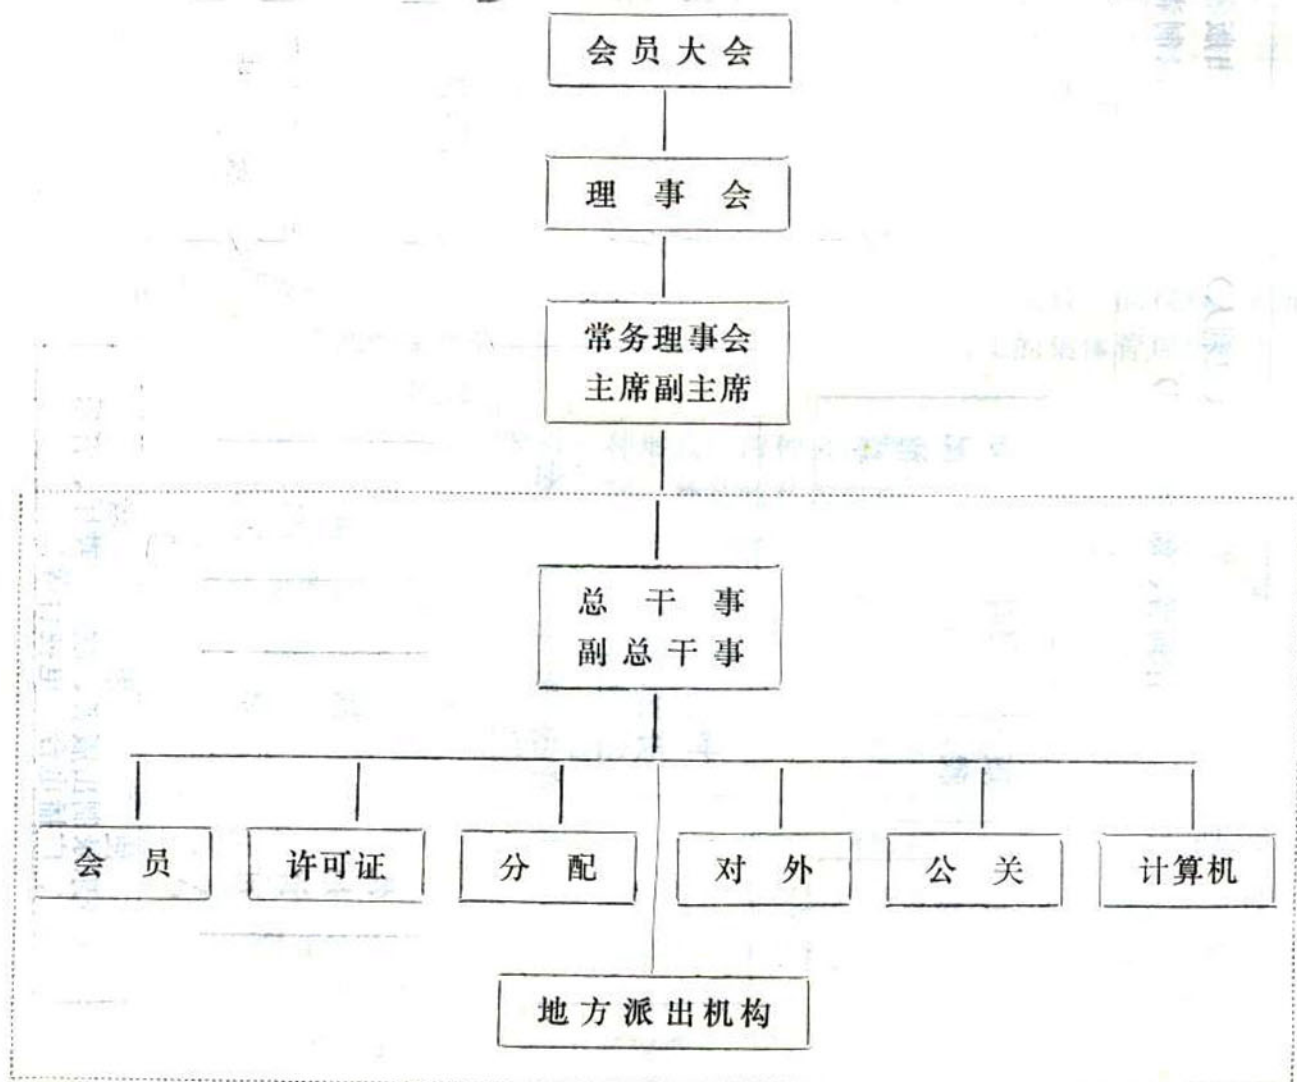 会员大会
理事会
常务理事会
主席副主席
总干事
副总干事
会员
许可证
分配
对外
公关
计算机
地方派出机构